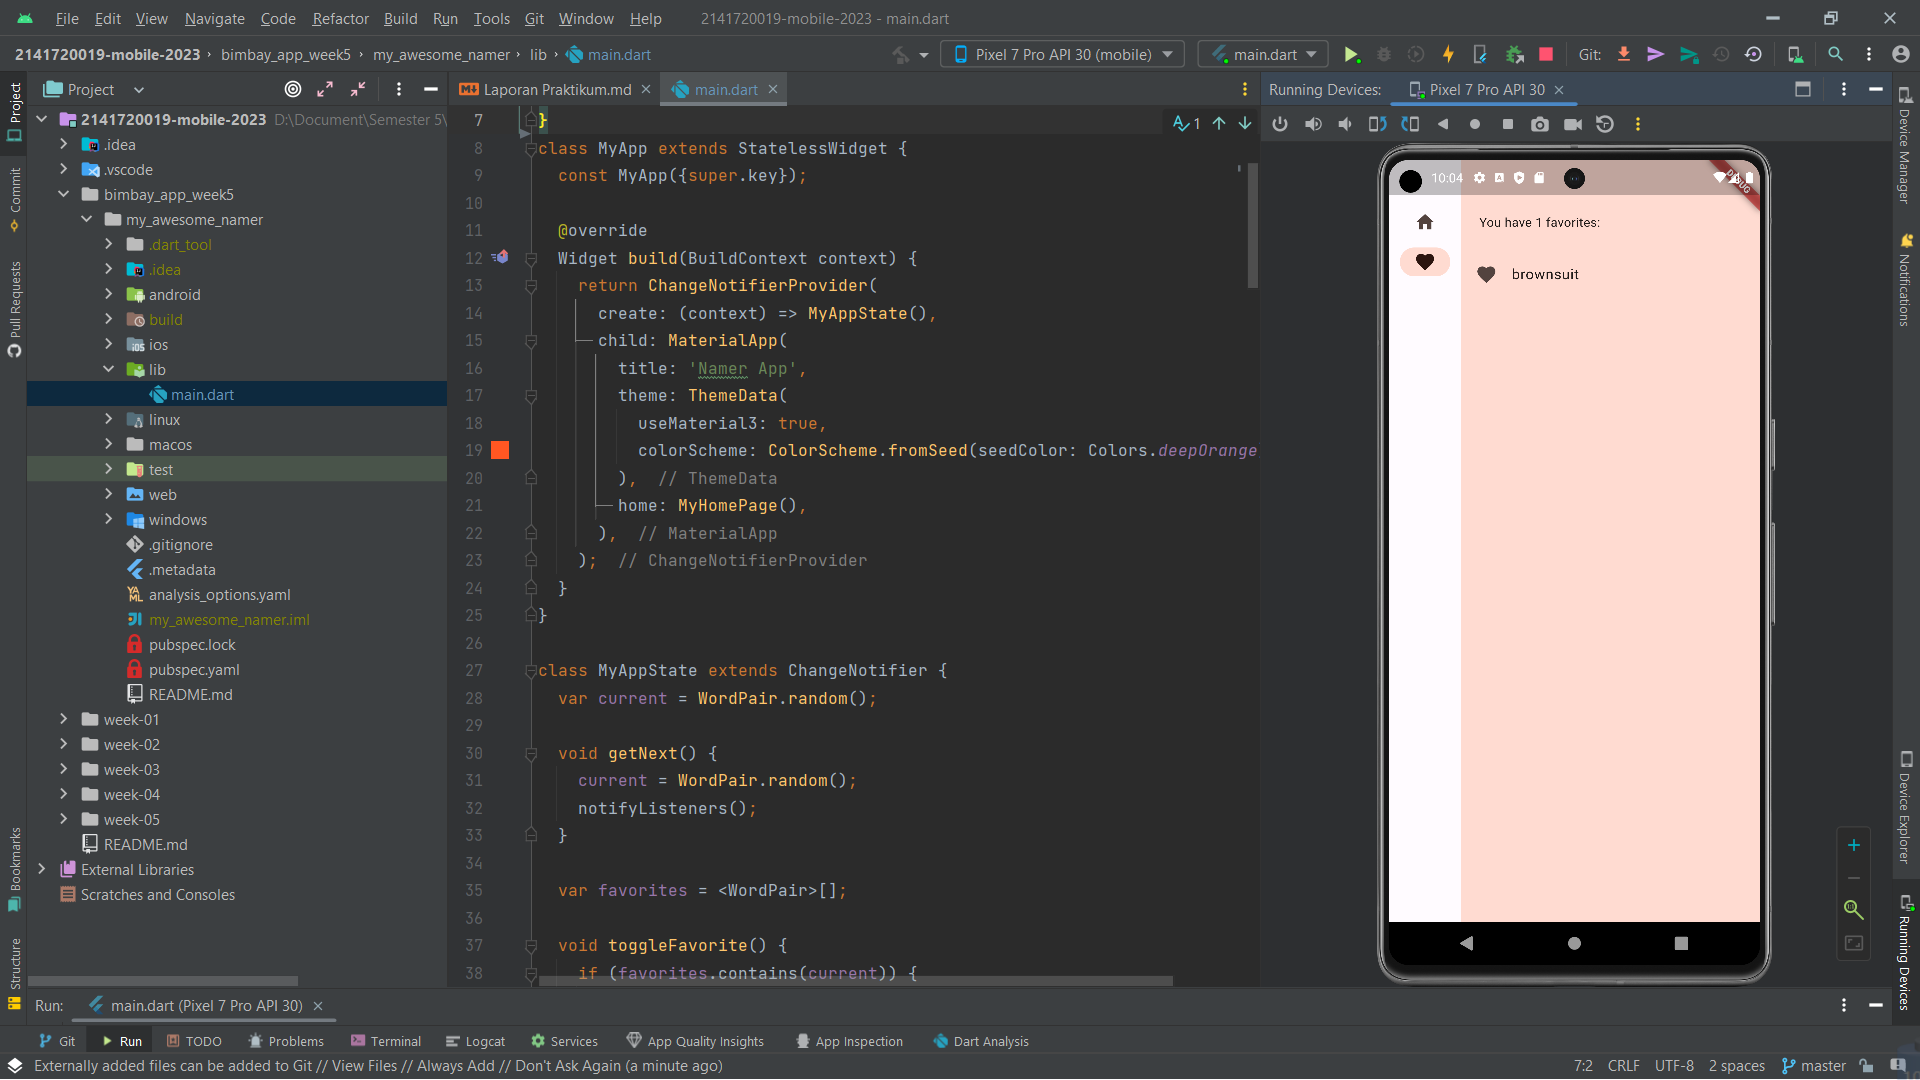 File Edit View Navigate Code Refactor Build Run Tools Git Window Help 2141720019-mobile-2023 - main.dart
2141720019-mobile-2023 bimbay_app_week5 my_awesome_namer lib main.dart Pixel 7 Pro API 30 (mobile) main.dart Git:
Project Laporan Praktikum.md main.dart Running Devices: Pixel 7 Pro API 30
2141720019-mobile-2023 D:\Document\Semester 5\
.idea
.vscode
bimbay_app_week5
my_awesome_namer
.dart_tool
.idea
android
build
ios
lib
main.dart
linux
macos
test
web
windows
.gitignore
.metadata
analysis_options.yaml
my_awesome_namer.iml
pubspec.lock
pubspec.yaml
README.md
week-01
week-02
week-03
week-04
week-05
README.md
External Libraries
Scratches and Consoles
Project
Commit
Pull Requests
Bookmarks
Structure
1
7 }
8 class MyApp extends StatelessWidget {
9 const MyApp({super.key});
10
11 @override
12 Widget build(BuildContext context) {
13 return ChangeNotifierProvider(
14 create: (context) => MyAppState(),
15 child: MaterialApp(
16 title: 'Namer App',
17 theme: ThemeData(
18 useMaterial3: true,
19 colorScheme: ColorScheme.fromSeed(seedColor: Colors.deepOrange
20 ), // ThemeData
21 home: MyHomePage(),
22 ), // MaterialApp
23 ); // ChangeNotifierProvider
24 }
25 }
26
27 class MyAppState extends ChangeNotifier {
28 var current = WordPair.random();
29
30 void getNext() {
31 current = WordPair.random();
32 notifyListeners();
33 }
34
35 var favorites = <WordPair>[];
36
37 void toggleFavorite() {
38 if (favorites.contains(current)) {
10:04
DEBUG
You have 1 favorites:
brownsuit
Device Manager
Notifications
Device Explorer
Running Devices
Run: main.dart (Pixel 7 Pro API 30)
Git Run TODO Problems Terminal Logcat Services App Quality Insights App Inspection Dart Analysis
Externally added files can be added to Git // View Files // Always Add // Don't Ask Again (a minute ago) 7:2 CRLF UTF-8 2 spaces master